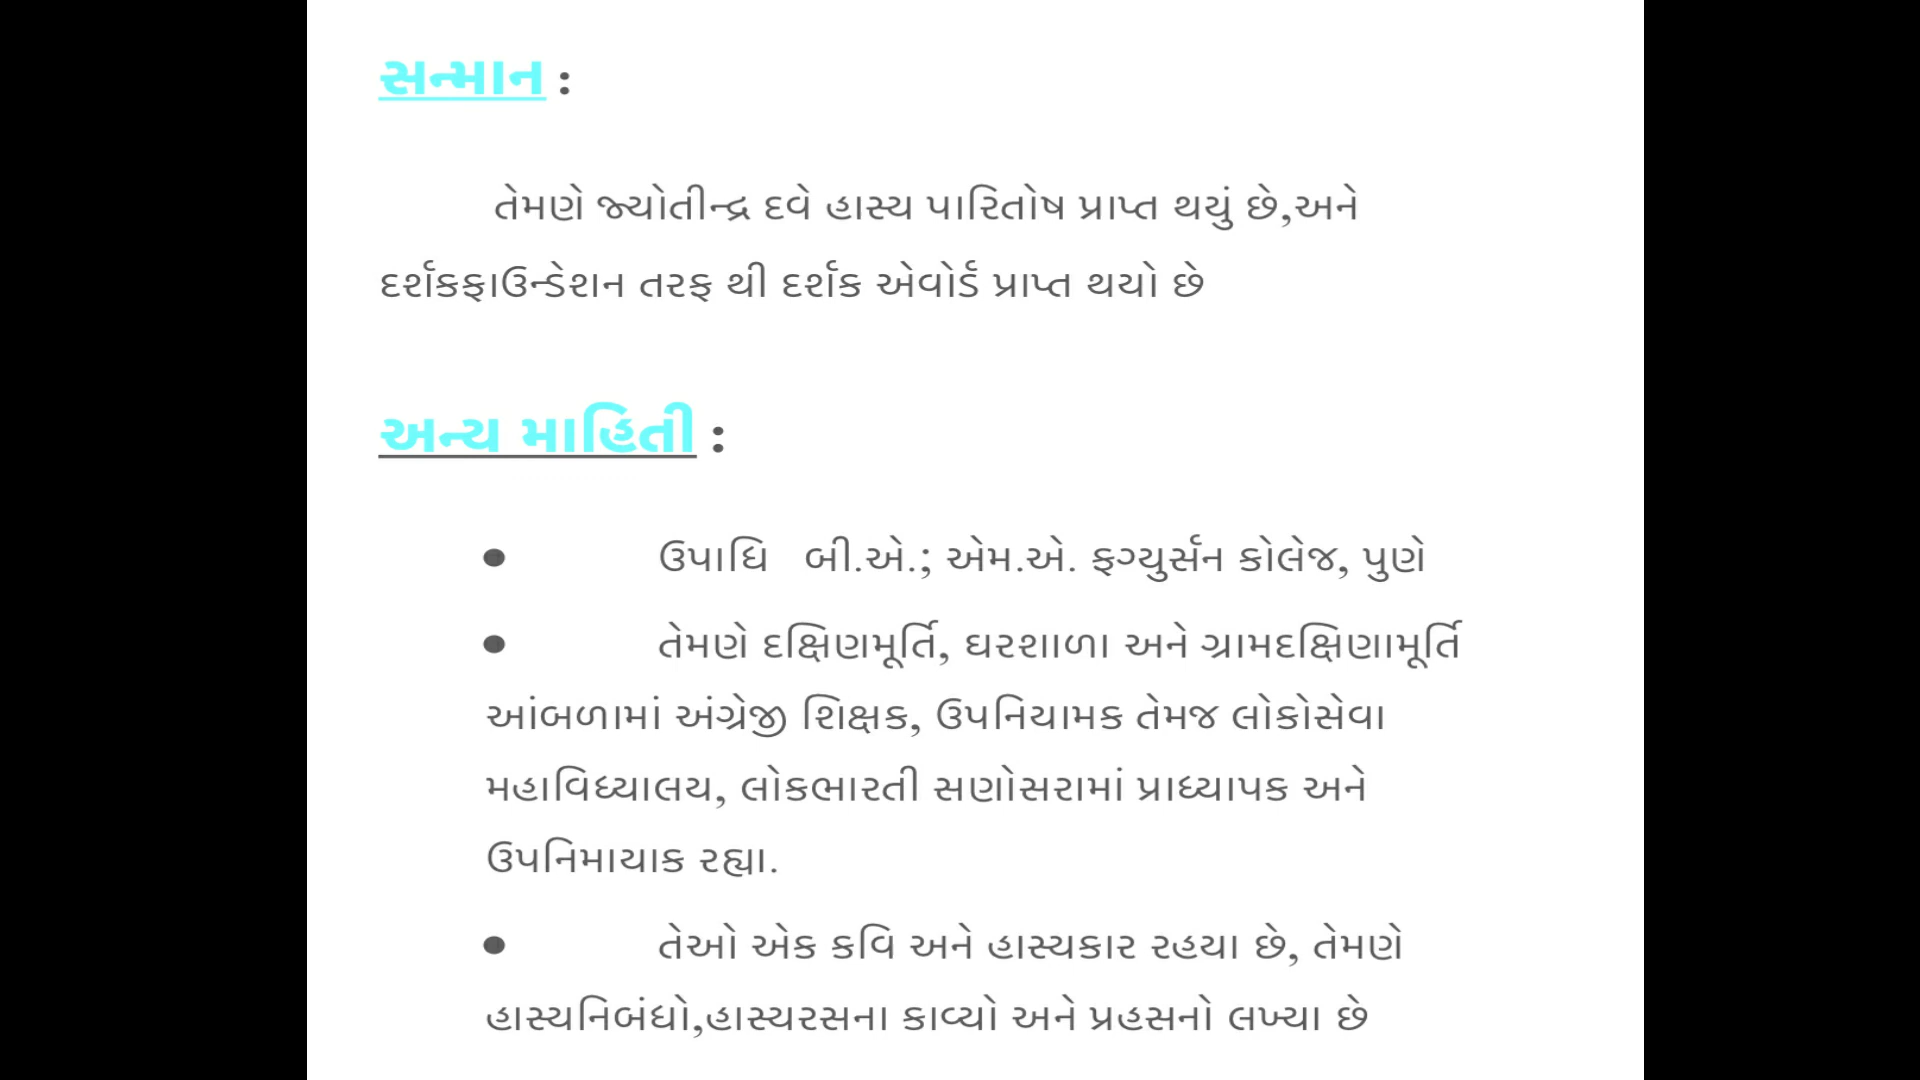 સન્માન :
તેમણે જ્યોતીન્દ્ર દવે હાસ્ય પારિતોષ પ્રાપ્ત થયું છે,અને
દર્શકફાઉન્ડેશન તરફ થી દર્શક એવોર્ડ પ્રાપ્ત થયો છે
અન્ય માહિતી :
● ઉપાધિ બી.એ.; એમ.એ. ફગ્યુર્સન કોલેજ, પુણે
● તેમણે દક્ષિણમૂર્તિ, ઘરશાળા અને ગ્રામદક્ષિણામૂર્તિ
આંબળામાં અંગ્રેજી શિક્ષક, ઉપનિયામક તેમજ લોકોસેવા
મહાવિધ્યાલય, લોકભારતી સણોસરામાં પ્રાધ્યાપક અને
ઉપનિમાયાક રહ્યા.
● તેઓ એક કવિ અને હાસ્યકાર રહયા છે, તેમણે
હાસ્યનિબંધો,હાસ્યરસના કાવ્યો અને પ્રહસનો લખ્યા છે